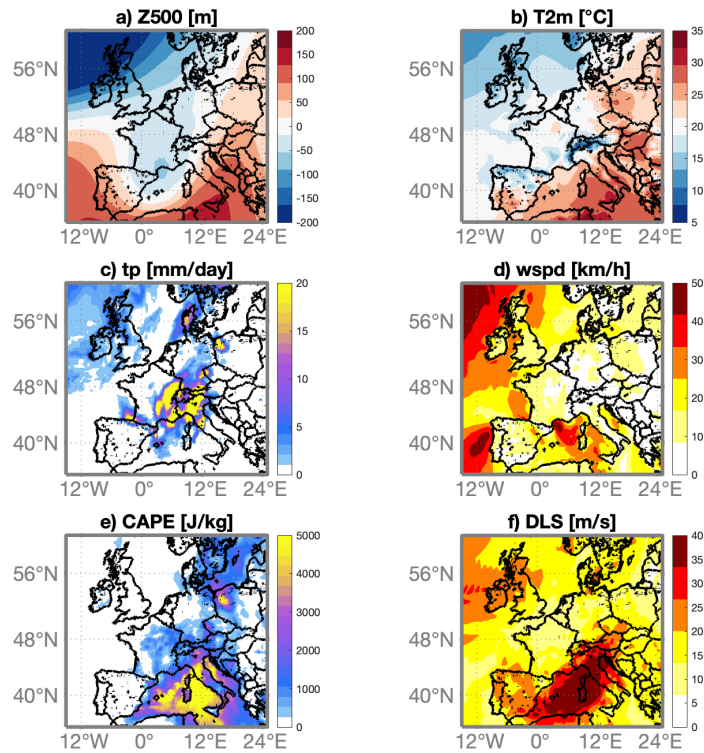 a) Z500 [m]
b) T2m [°C]
56°N
48°N
40°N
12°W 0° 12°E 24°E
200
150
100
50
0
-50
-100
-150
-200
56°N
48°N
40°N
12°W 0° 12°E 24°E
35
30
25
20
15
10
5
c) tp [mm/day]
d) wspd [km/h]
56°N
48°N
40°N
12°W 0° 12°E 24°E
20
15
10
5
0
56°N
48°N
40°N
12°W 0° 12°E 24°E
50
40
30
20
10
0
e) CAPE [J/kg]
f) DLS [m/s]
56°N
48°N
40°N
12°W 0° 12°E 24°E
5000
4000
3000
2000
1000
0
56°N
48°N
40°N
12°W 0° 12°E 24°E
40
35
30
25
20
15
10
5
0